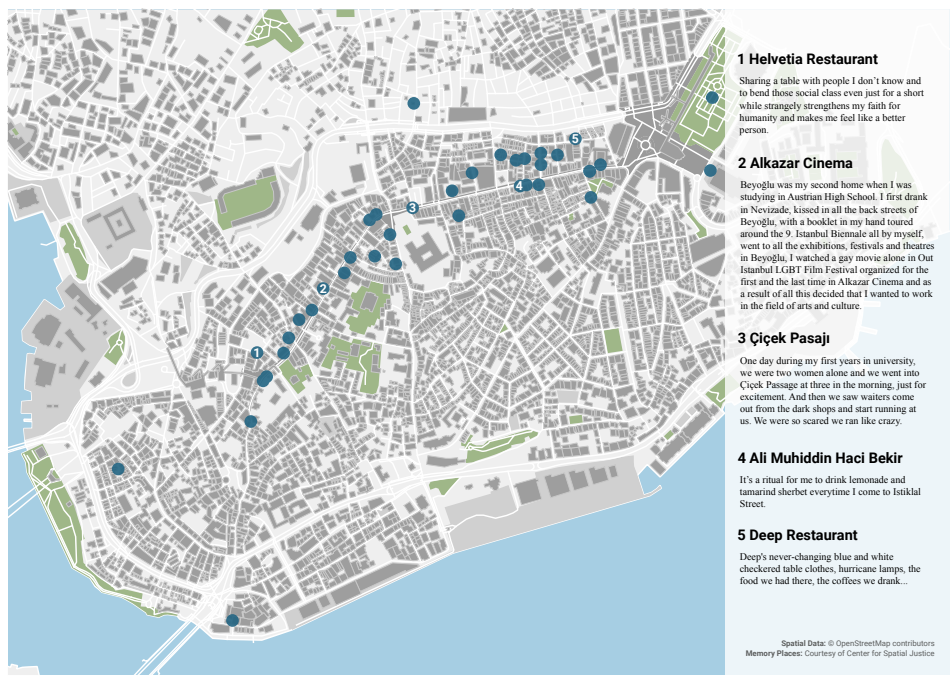 5
4
3
2
1
1 Helvetia Restaurant
Sharing a table with people I don't know and
to bend those social class even just for a short
while strangely strengthens my faith for
humanity and makes me feel like a better
person.
2 Alkazar Cinema
Beyoğlu was my second home when I was
studying in Austrian High School. I first drank
in Nevizade, kissed in all the back streets of
Beyoğlu, with a booklet in my hand toured
around the 9. Istanbul Biennale all by myself,
went to all the exhibitions, festivals and theatres
in Beyoğlu, I watched a gay movie alone in Out
Istanbul LGBT Film Festival organized for the
first and the last time in Alkazar Cinema and as
a result of all this decided that I wanted to work
in the field of arts and culture.
3 Çiçek Pasajı
One day during my first years in university,
we were two women alone and we went into
Çiçek Passage at three in the morning, just for
excitement. And then we saw waiters come
out from the dark shops and start running at
us. We were so scared we ran like crazy.
4 Ali Muhiddin Haci Bekir
It's a ritual for me to drink lemonade and
tamarind sherbet everytime I come to Istiklal
Street.
5 Deep Restaurant
Deep's never-changing blue and white
checkered table clothes, hurricane lamps, the
food we had there, the coffees we drank...
Spatial Data: © OpenStreetMap contributors
Memory Places: Courtesy of Center for Spatial Justice